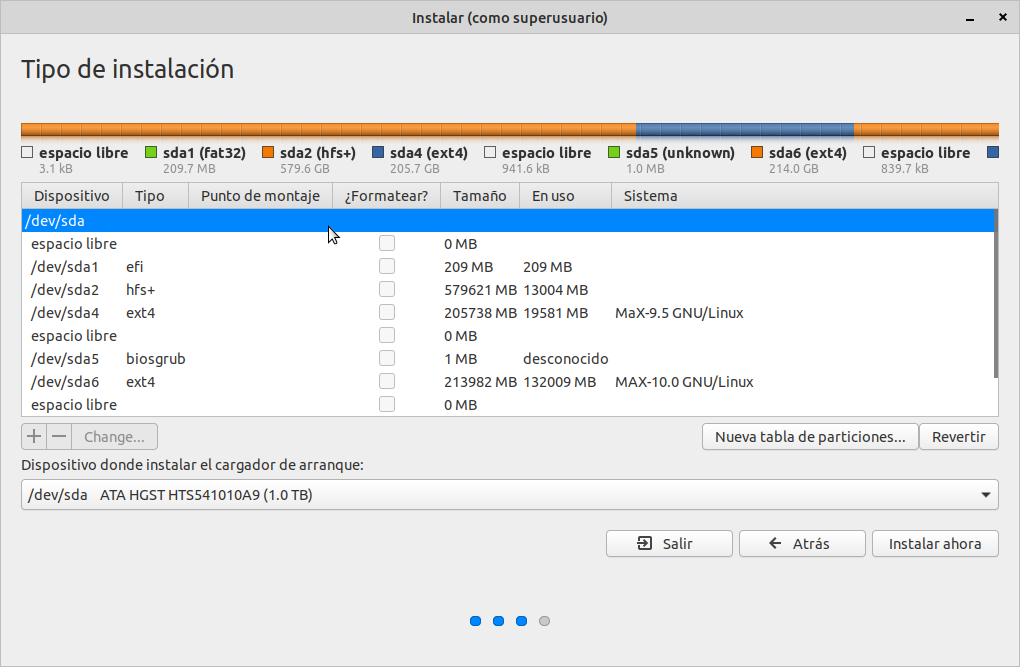 Instalar (como superusuario)
Tipo de instalación
espacio libre sda1 (fat32) sda2 (hfs+) sda4 (ext4) espacio libre sda5 (unknown) sda6 (ext4) espacio libre
3.1 kB 209.7 MB 579.6 GB 205.7 GB 941.6 kB 1.0 MB 214.0 GB 839.7 kB
Dispositivo Tipo Punto de montaje ¿Formatear? Tamaño En uso Sistema
/dev/sda
espacio libre 0 MB
/dev/sda1 efi 209 MB 209 MB
/dev/sda2 hfs+ 579621 MB 13004 MB
/dev/sda4 ext4 205738 MB 19581 MB MaX-9.5 GNU/Linux
espacio libre 0 MB
/dev/sda5 biosgrub 1 MB desconocido
/dev/sda6 ext4 213982 MB 132009 MB MAX-10.0 GNU/Linux
espacio libre 0 MB
+ − Change... Nueva tabla de particiones... Revertir
Dispositivo donde instalar el cargador de arranque:
/dev/sda ATA HGST HTS541010A9 (1.0 TB)
Salir Atrás Instalar ahora